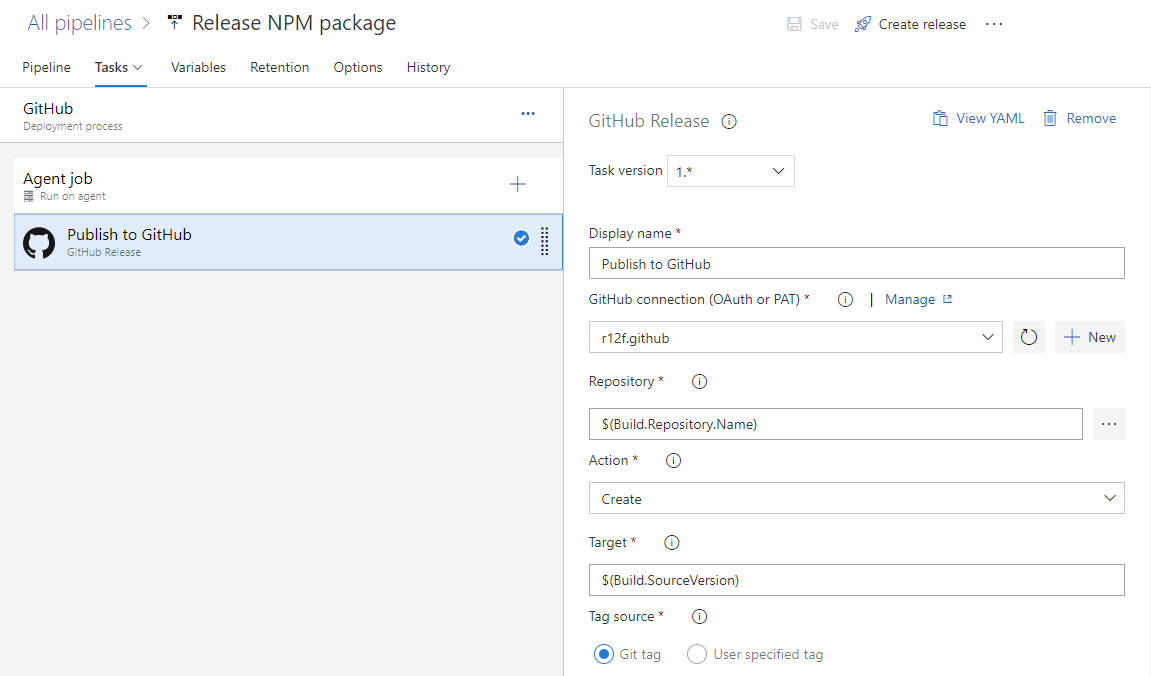 All pipelines > Release NPM package
Save Create release ...
Pipeline Tasks Variables Retention Options History
GitHub
Deployment process
...
Agent job
Run on agent
Publish to GitHub
GitHub Release
GitHub Release
View YAML Remove
Task version 1.*
Display name *
Publish to GitHub
GitHub connection (OAuth or PAT) * | Manage
r12f.github
New
Repository *
$(Build.Repository.Name)
...
Action *
Create
Target *
$(Build.SourceVersion)
Tag source *
Git tag User specified tag